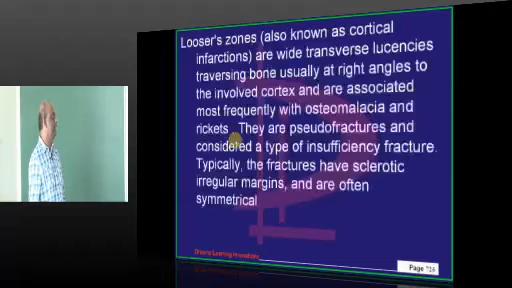 Looser's zones (also known as cortical
infarctions) are wide transverse lucencies
traversing bone usually at right angles to
the involved cortex and are associated
most frequently with osteomalacia and
rickets. They are pseudofractures and
considered a type of insufficiency fracture.
Typically, the fractures have sclerotic
irregular margins, and are often
symmetrical
Learning
Page